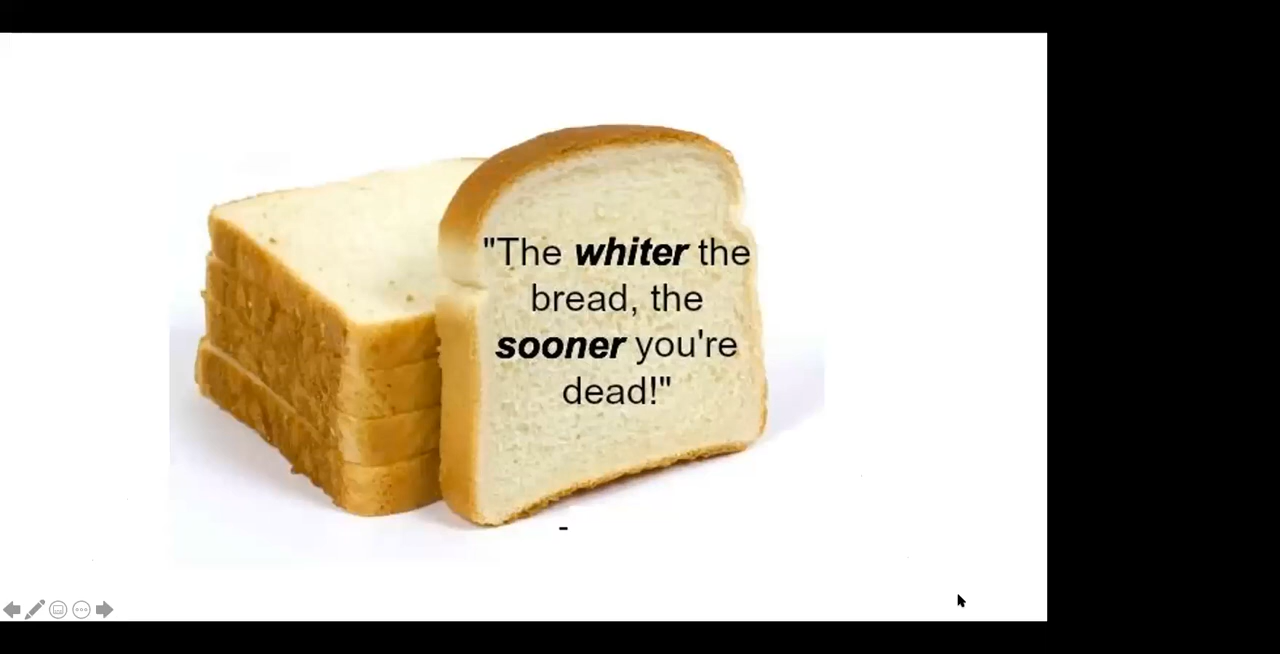 "The whiter the
bread, the
sooner you're
dead!"
-